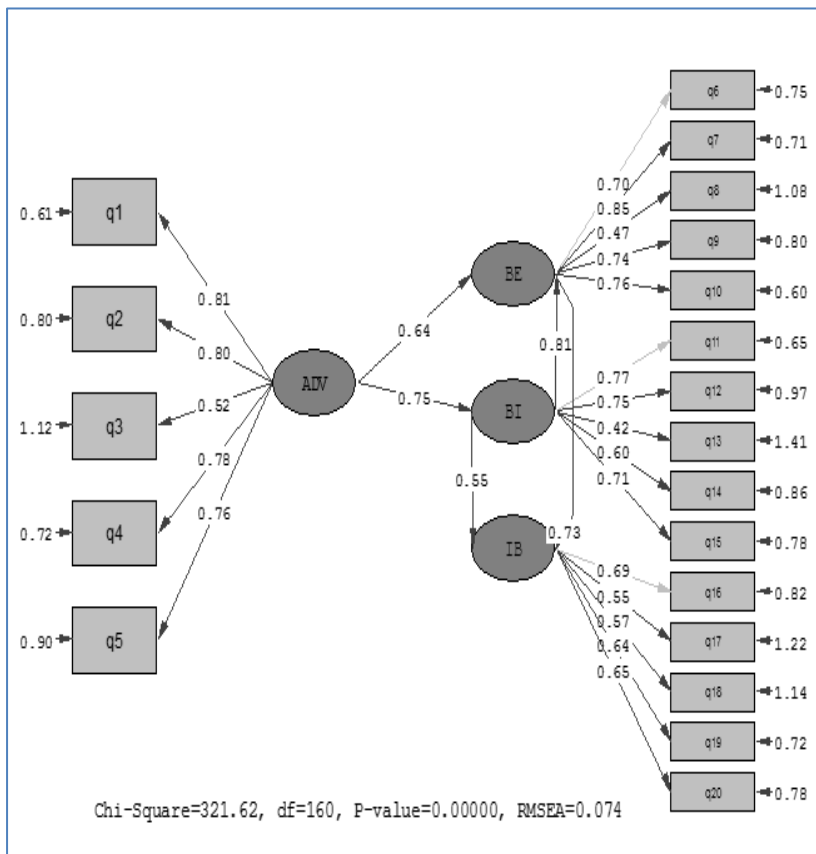 q6
0.75
q7
0.71
0.70
q8
1.08
0.85
q1
0.61
0.47
q9
0.80
0.74
BE
0.76
q10
0.60
0.81
q2
0.80
0.64
0.81
q11
0.65
0.80
ADV
0.77
q12
0.97
0.75
0.75
BI
0.52
0.42
q3
1.12
q13
1.41
0.60
0.78
0.71
0.55
q14
0.86
0.76
q4
0.72
0.73
q15
0.78
IB
0.69
q16
0.82
0.55
0.57
q5
0.90
q17
1.22
0.64
0.65
q18
1.14
q19
0.72
q20
0.78
Chi-Square=321.62, df=160, P-value=0.00000, RMSEA=0.074